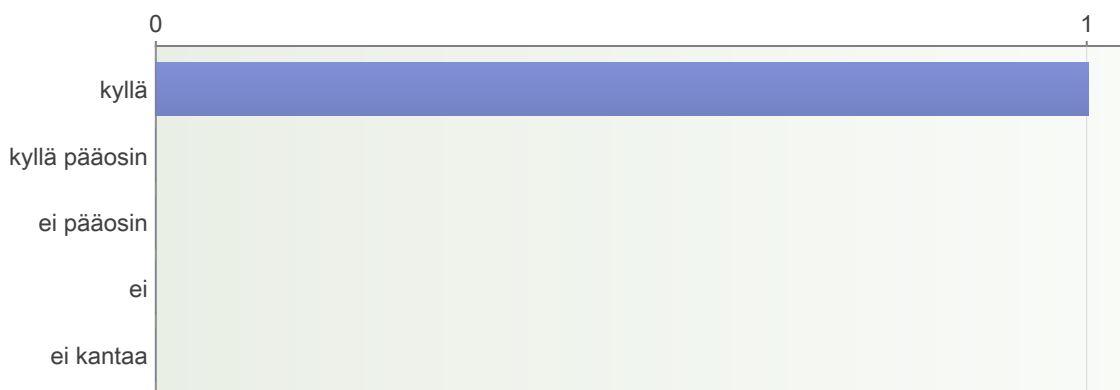 0 1
kyllä
kyllä pääosin
ei pääosin
ei
ei kantaa